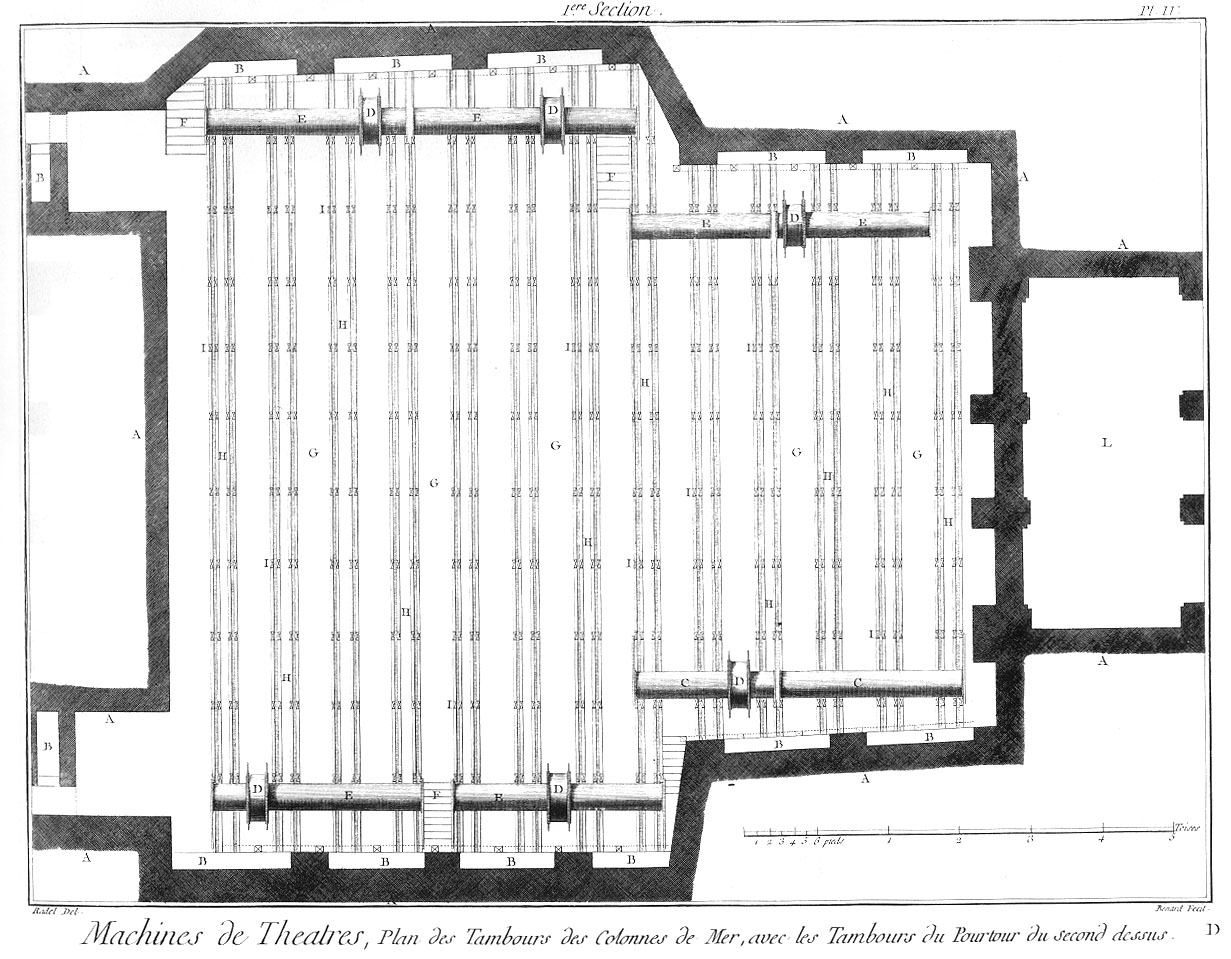 1.ere Section.
Pl. IV.
A
A A
B B B
F E D E D
A
B B
B
A
I F
E D E
A
H
I I I
H H
A
G G G G L
H
G
H
I
H
H
I I
H H
I
H
C D C
I
A
A
B
B B
A
D E F E D
B B B B
A
1 2 3 4 5 6 pieds 1 2 3 4 5 Toises
Radel Del.
Benard Fecit.
Machines de Theatres, Plan des Tambours des Colonnes de Mer, avec les Tambours du Pourtour du second dessus. D